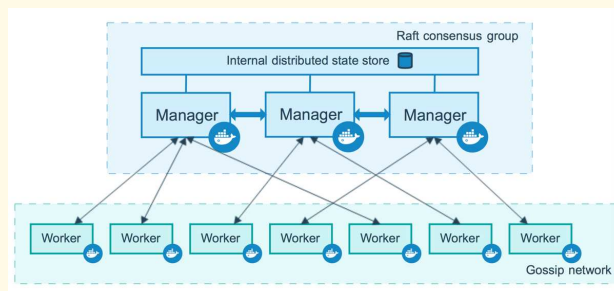 Raft consensus group
Internal distributed state store
Manager
Manager
Manager
Worker
Worker
Worker
Worker
Worker
Worker
Worker
Gossip network